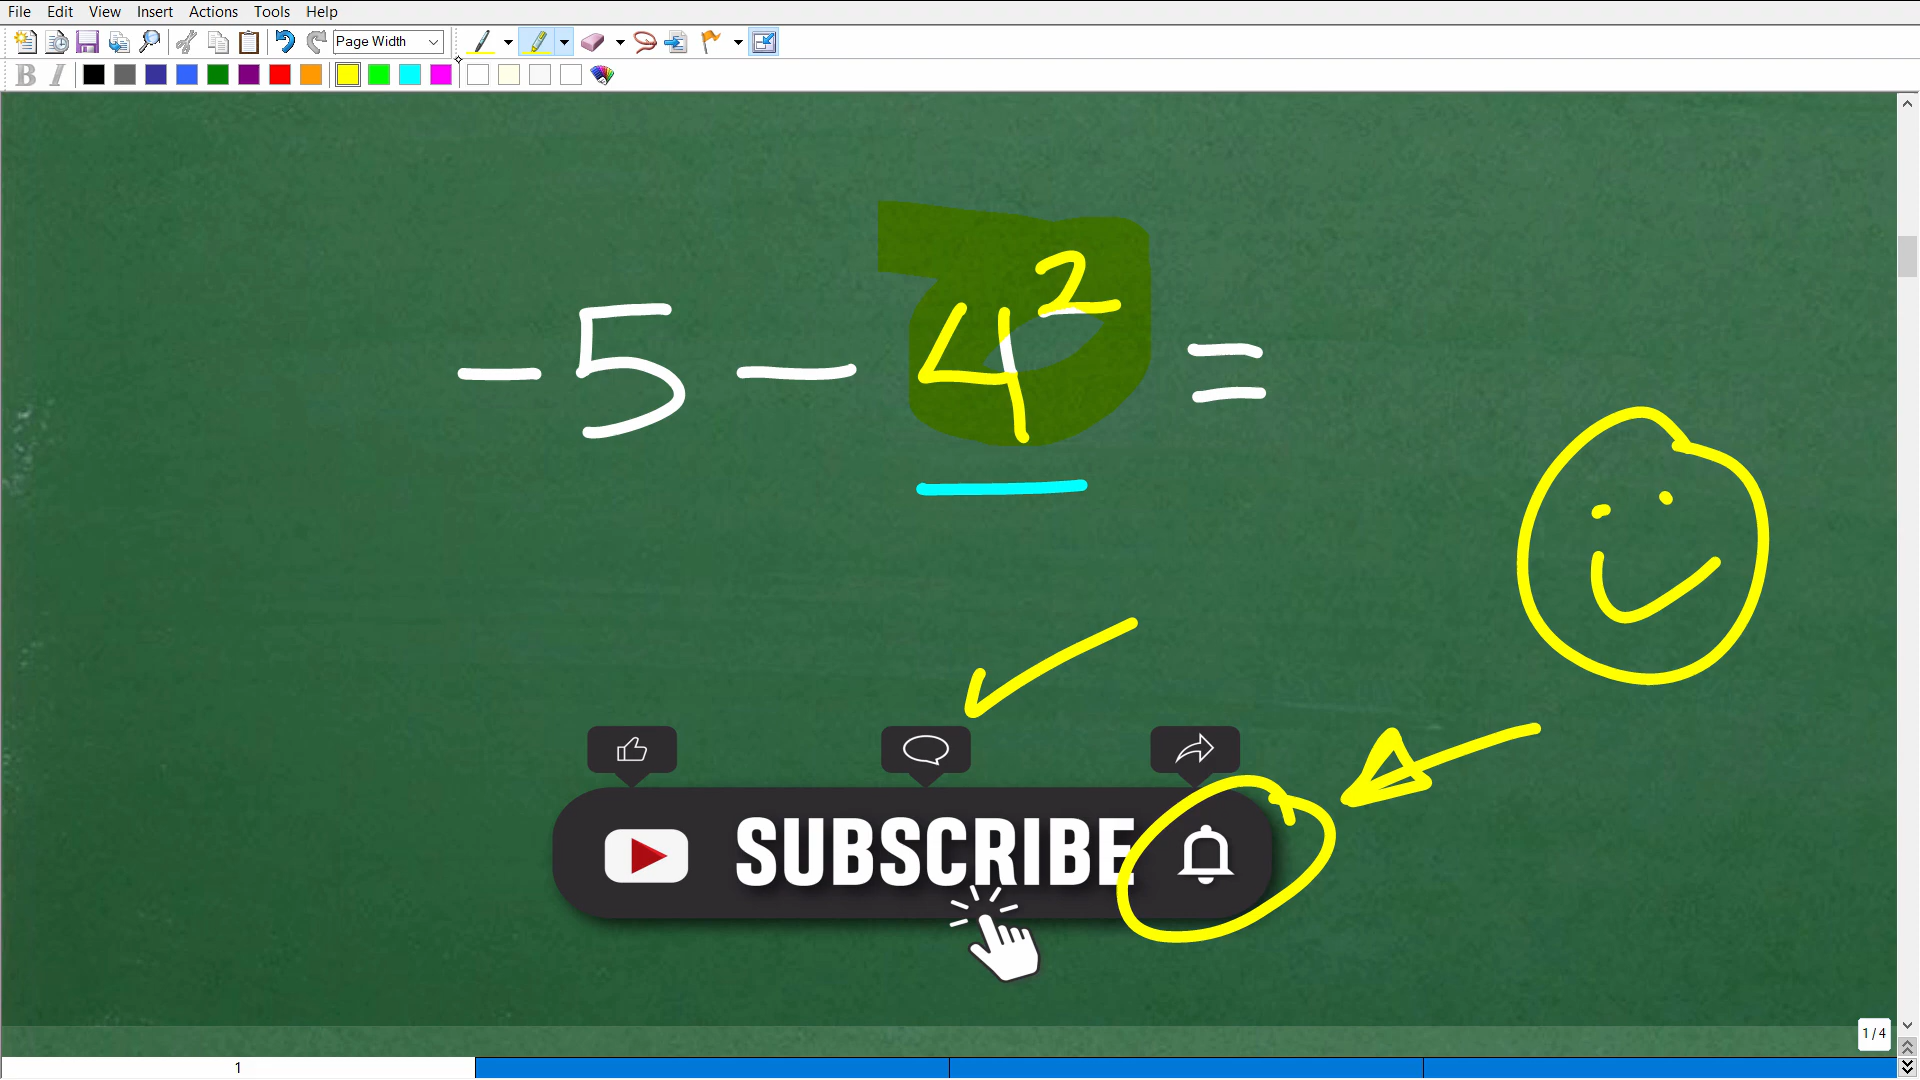 File Edit View Insert Actions Tools Help
Page Width
B I
-5 - 4² =
SUBSCRIBE
1 / 4
1